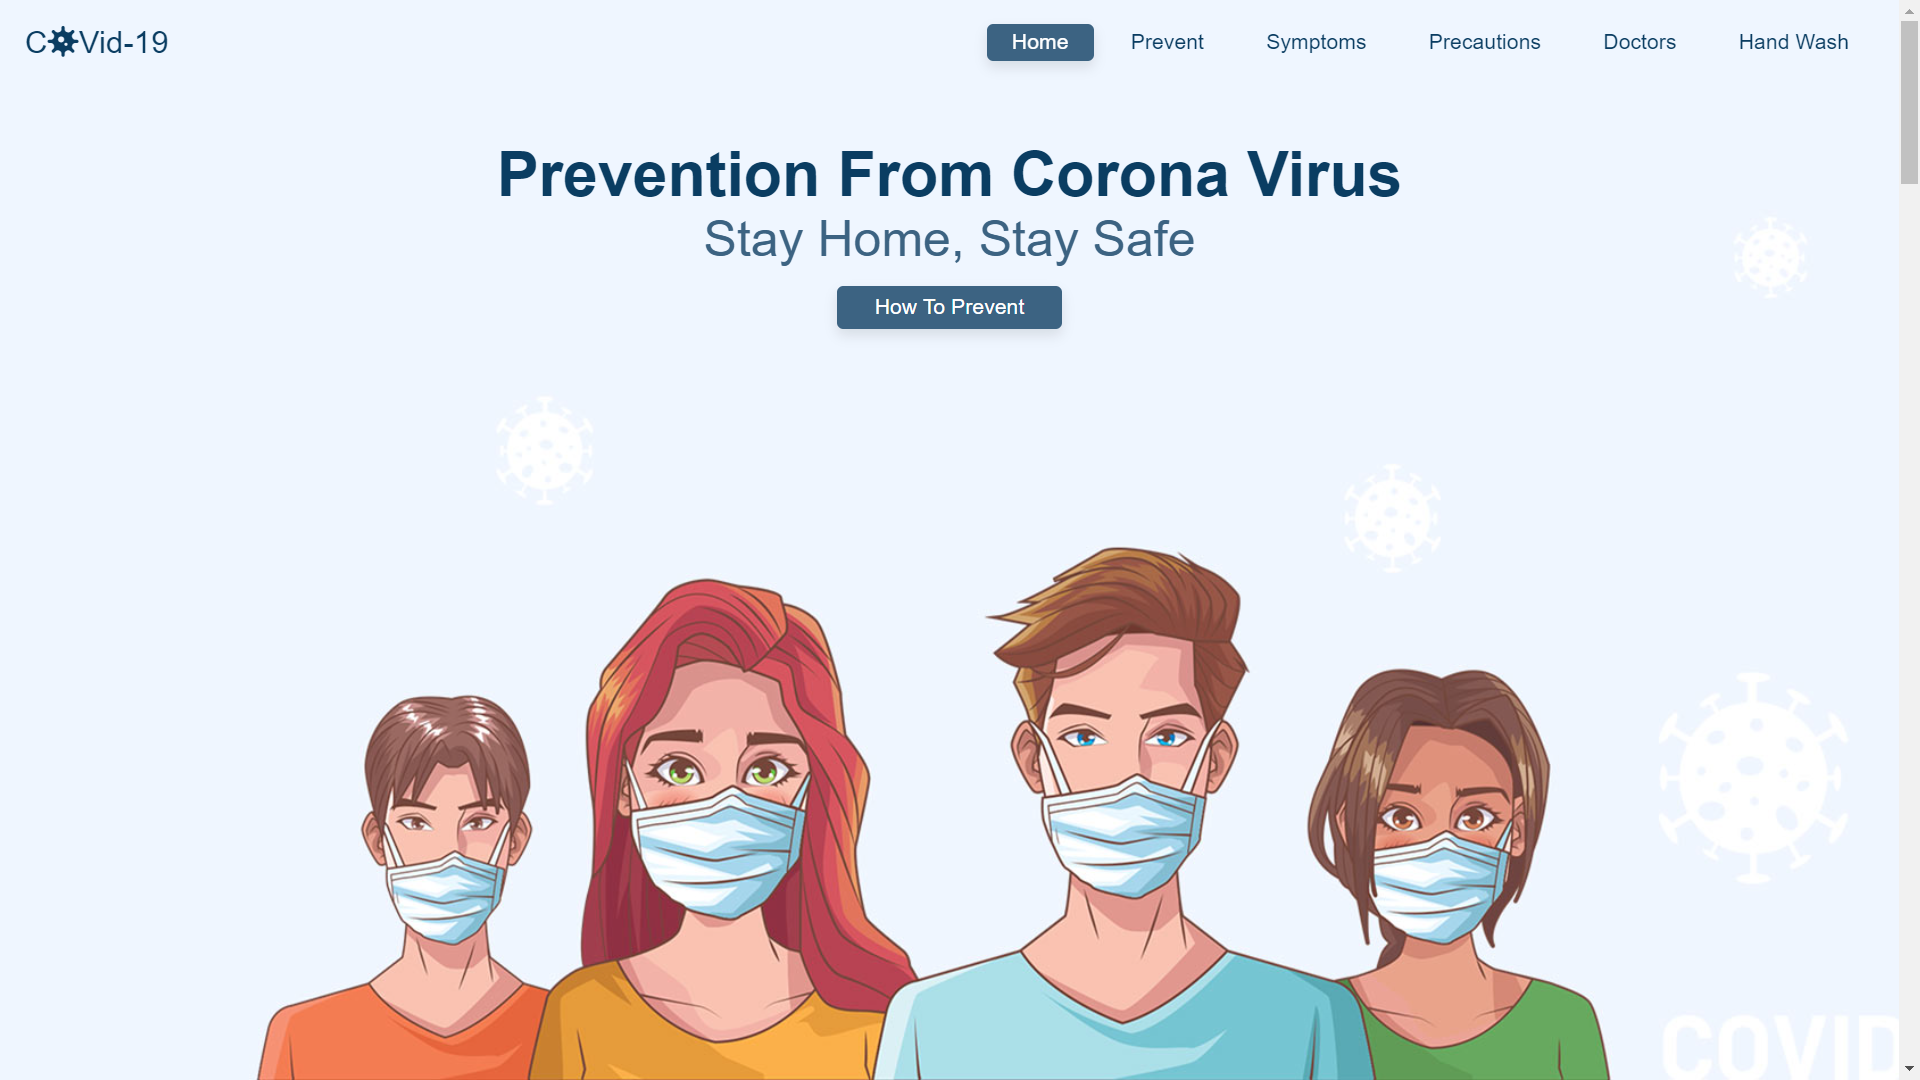 CoVid-19
Home Prevent Symptoms Precautions Doctors Hand Wash
Prevention From Corona Virus
Stay Home, Stay Safe
How To Prevent
COVID